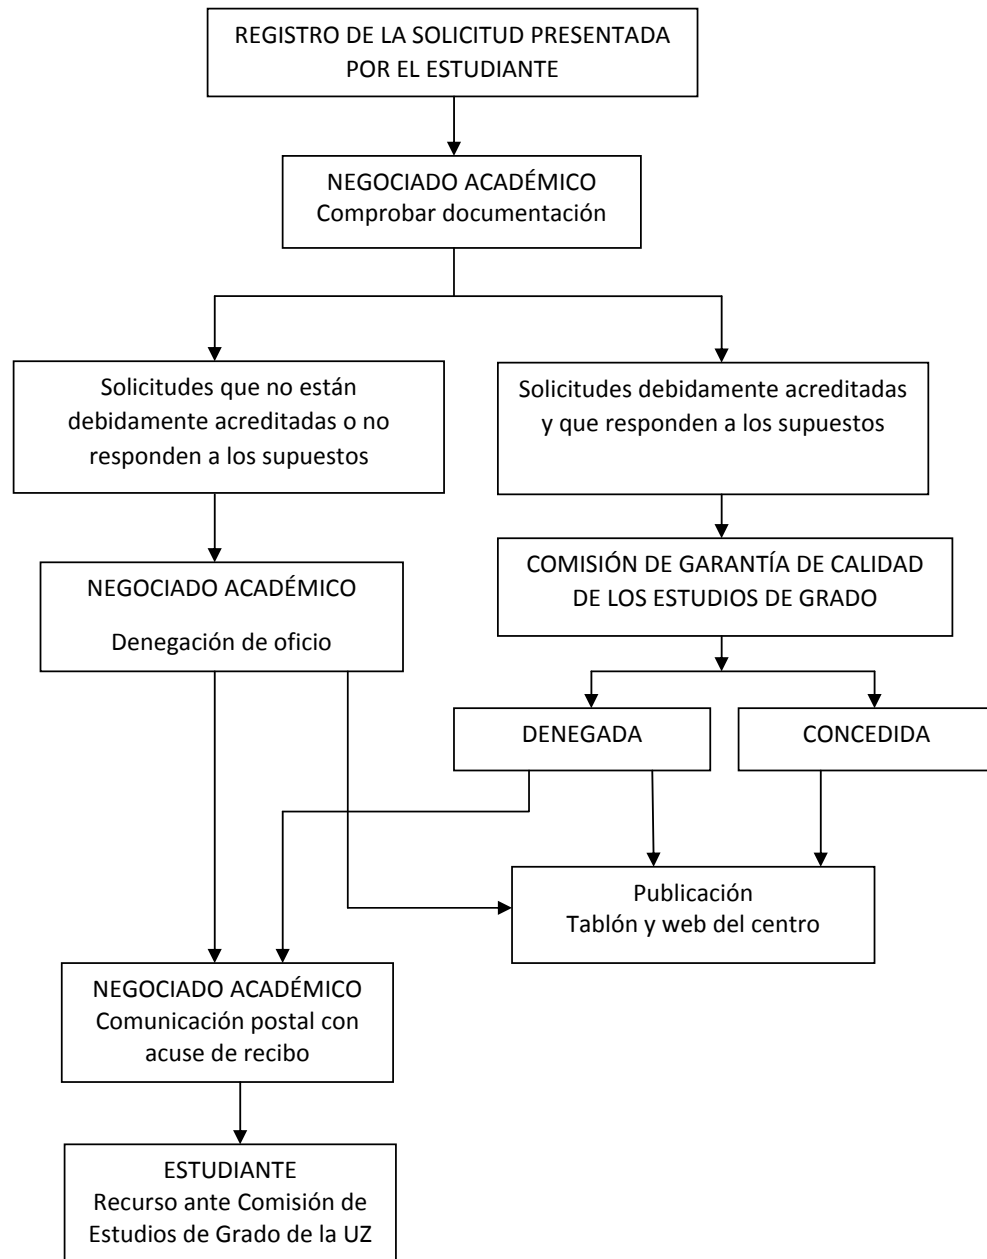 REGISTRO DE LA SOLICITUD PRESENTADA
POR EL ESTUDIANTE
NEGOCIADO ACADÉMICO
Comprobar documentación
Solicitudes que no están
debidamente acreditadas o no
responden a los supuestos
Solicitudes debidamente acreditadas
y que responden a los supuestos
NEGOCIADO ACADÉMICO
Denegación de oficio
COMISIÓN DE GARANTÍA DE CALIDAD
DE LOS ESTUDIOS DE GRADO
DENEGADA
CONCEDIDA
Publicación
Tablón y web del centro
NEGOCIADO ACADÉMICO
Comunicación postal con
acuse de recibo
ESTUDIANTE
Recurso ante Comisión de
Estudios de Grado de la UZ